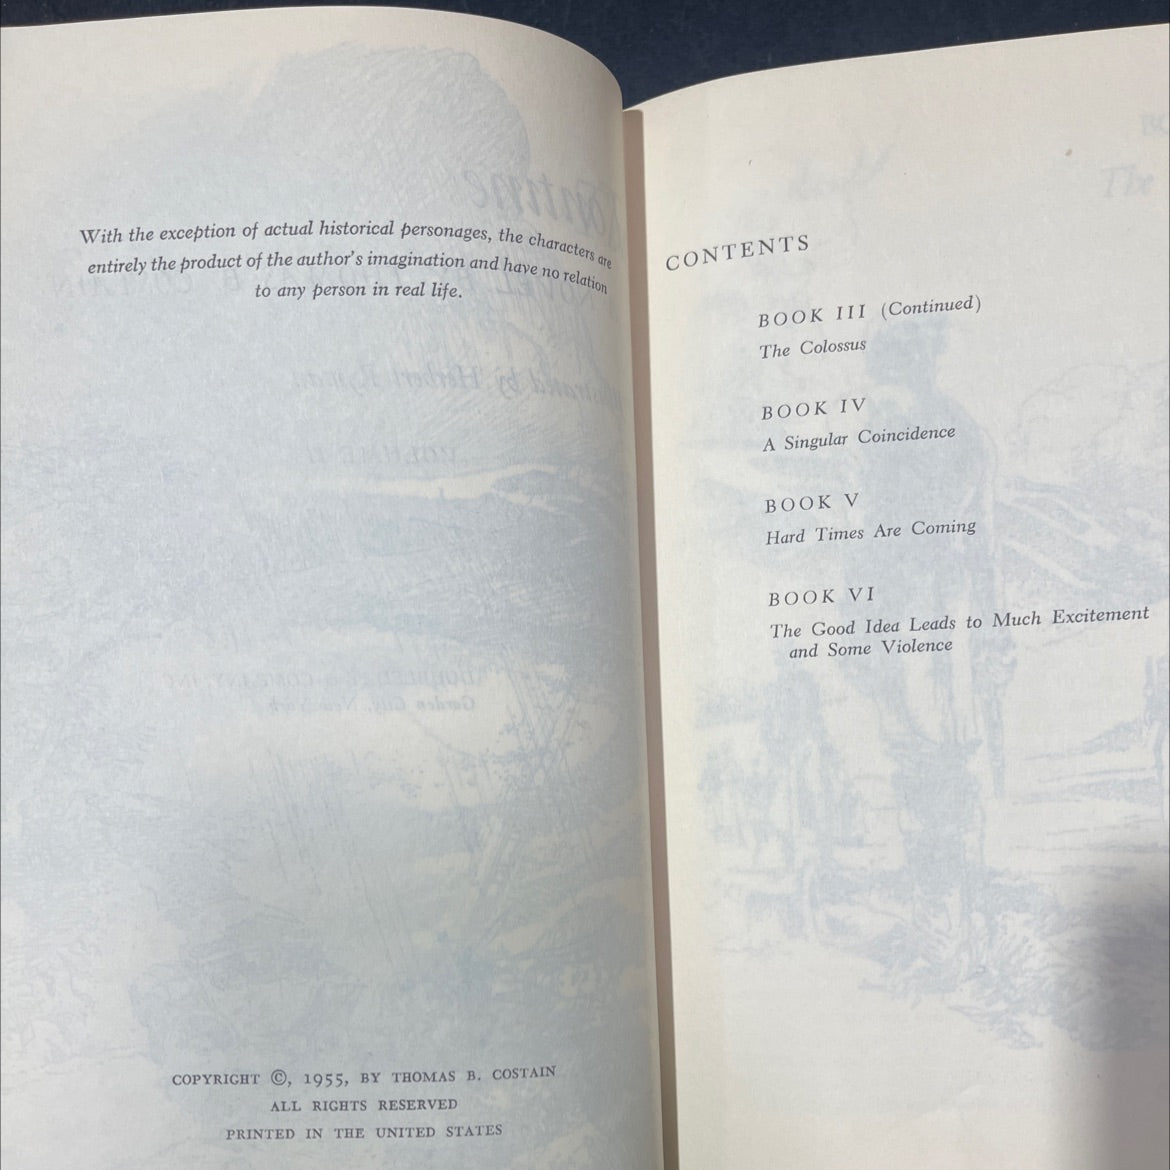 With the exception of actual historical personages, the characters are
entirely the product of the author's imagination and have no relation
to any person in real life.
COPYRIGHT ©, 1955, BY THOMAS B. COSTAIN
ALL RIGHTS RESERVED
PRINTED IN THE UNITED STATES
CONTENTS
BOOK III (Continued)
The Colossus
BOOK IV
A Singular Coincidence
BOOK V
Hard Times Are Coming
BOOK VI
The Good Idea Leads to Much Excitement
and Some Violence